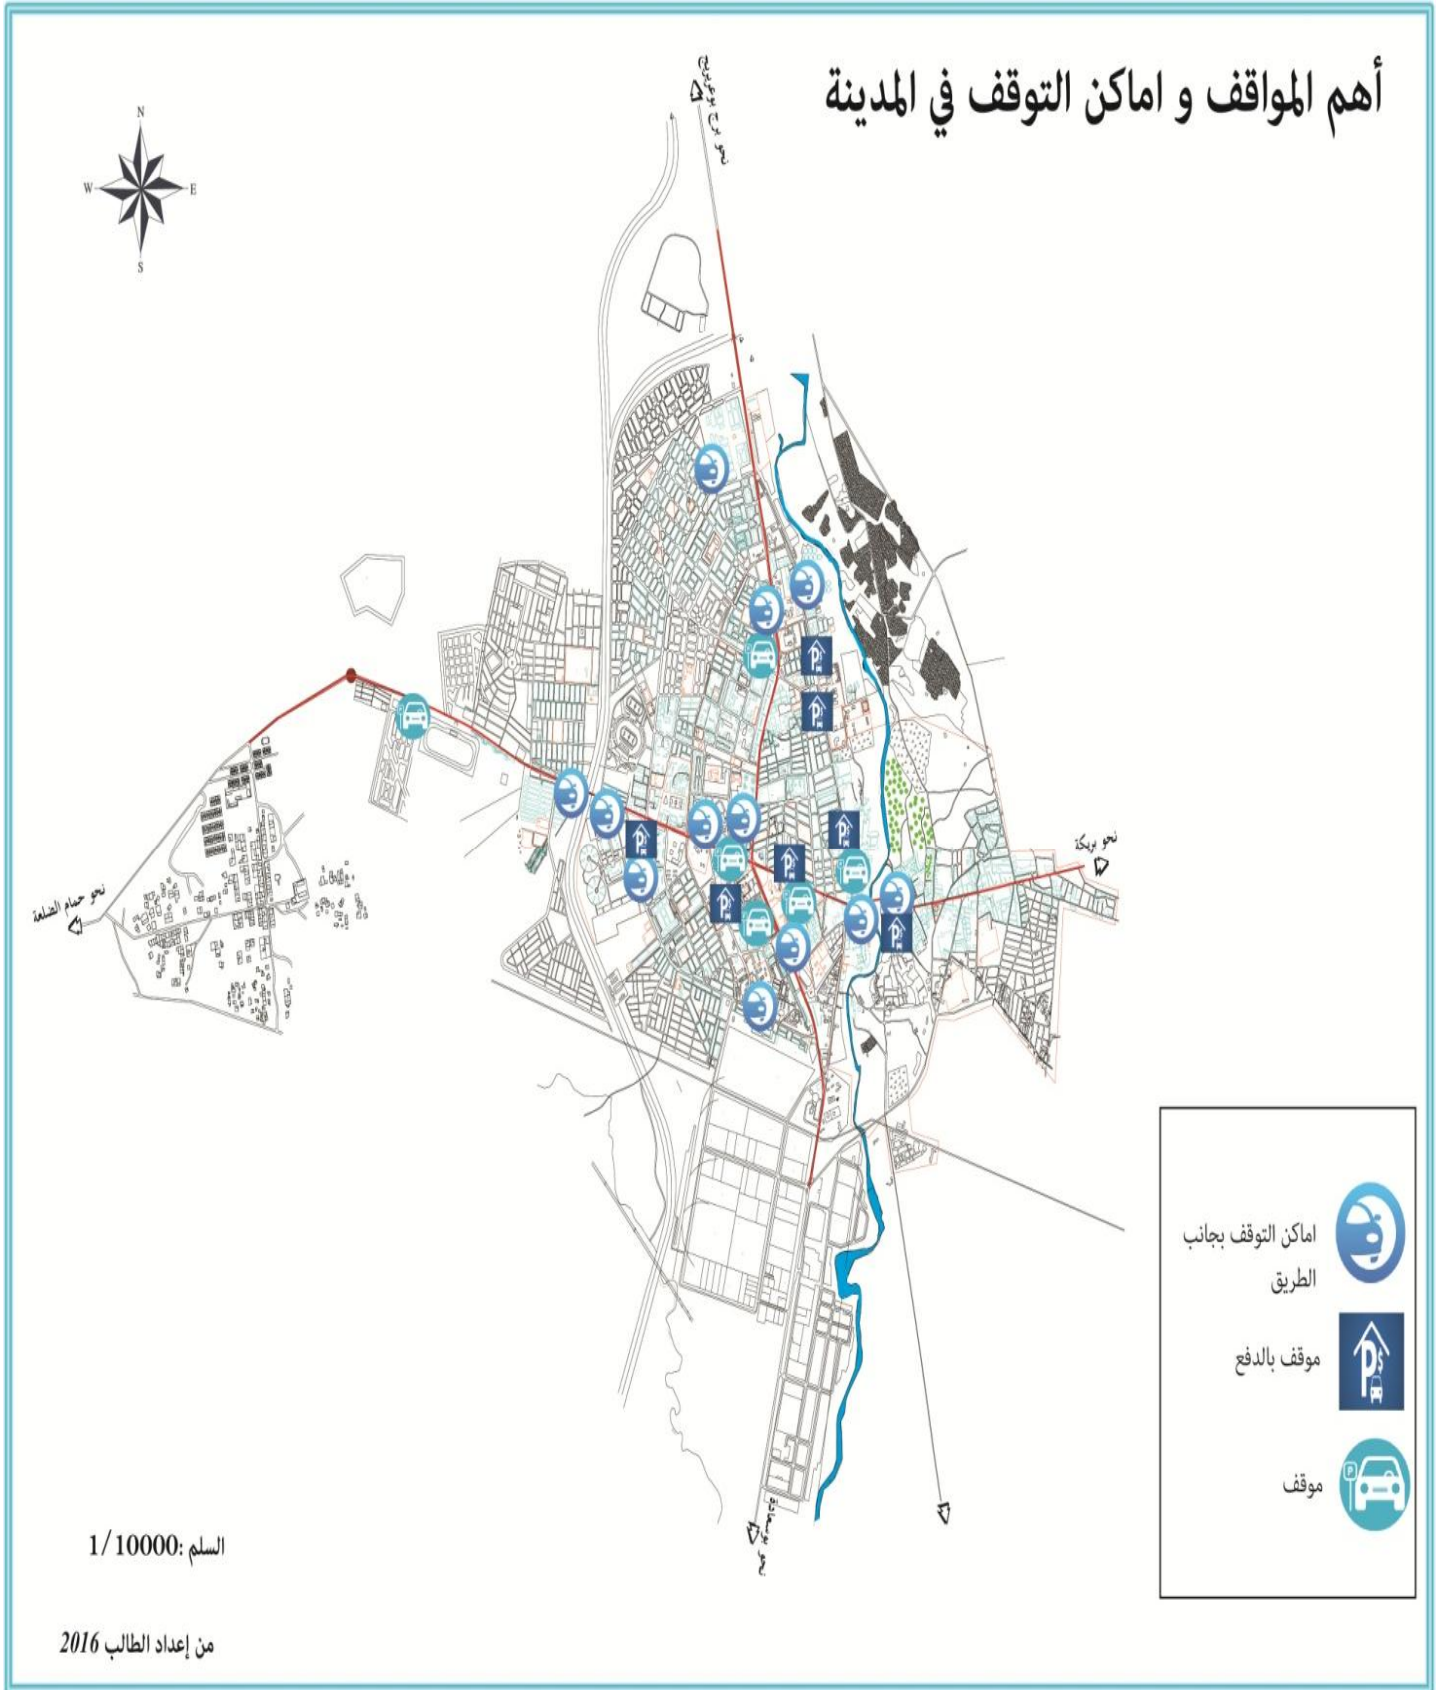 أهم المواقف و اماكن التوقف في المدينة
N
W
E
S
نحو برج بوعريريج
نحو بريكة
نحو حمام الضلعة
نحو بوسعادة
اماكن التوقف بجانب
الطريق
موقف بالدفع
موقف
السلم :1/10000
من إعداد الطالب 2016